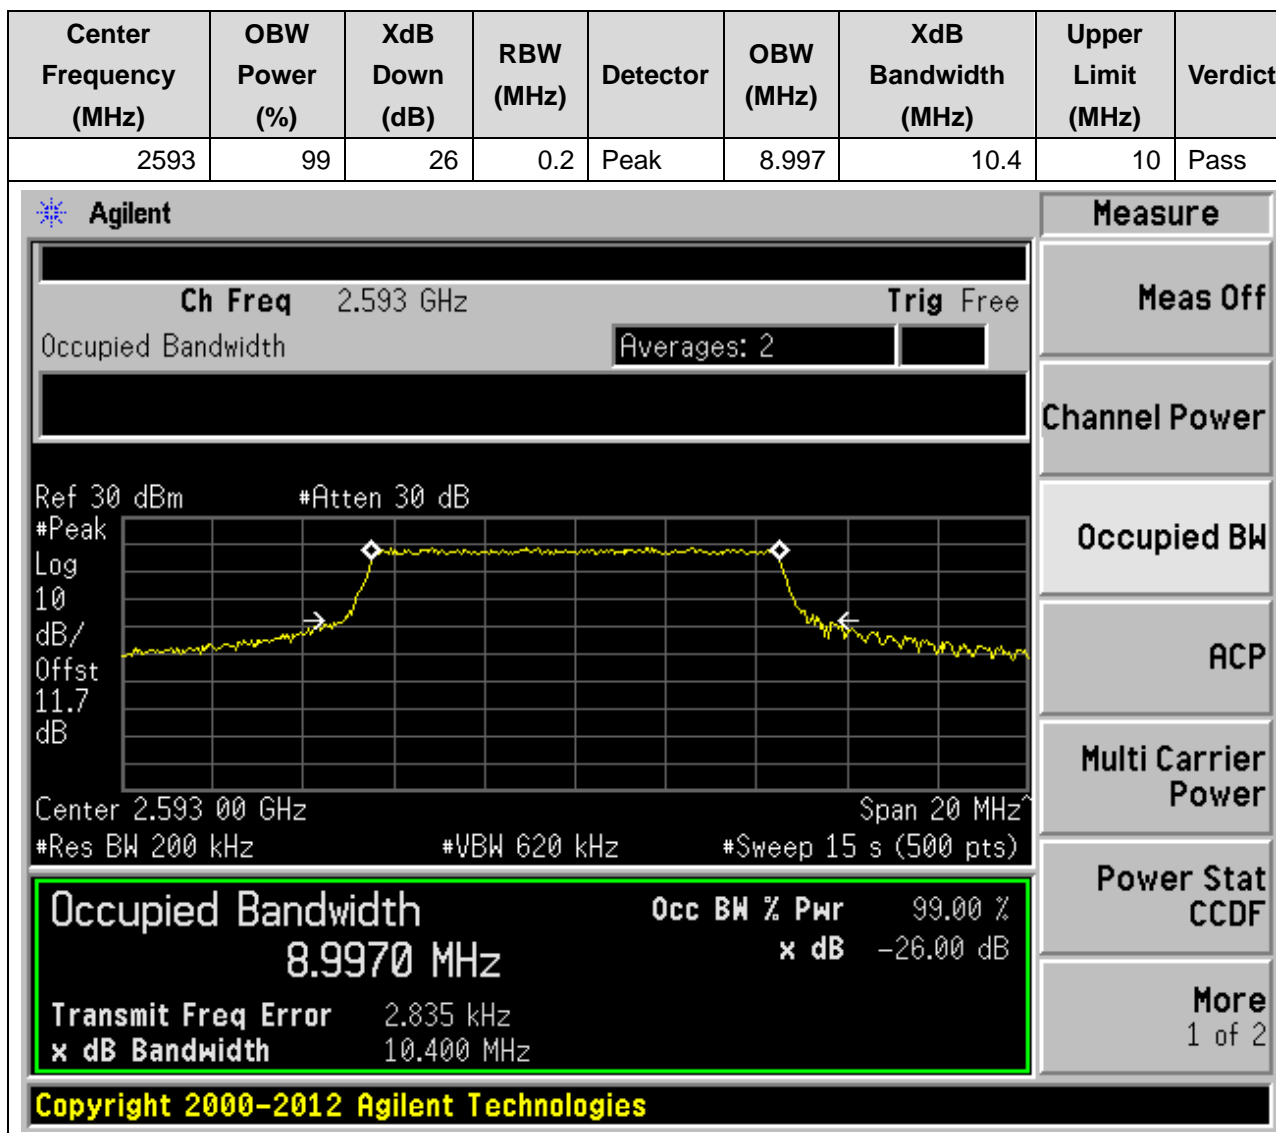 Center Frequency (MHz) OBW Power (%) XdB Down (dB) RBW (MHz) Detector OBW (MHz) XdB Bandwidth (MHz) Upper Limit (MHz) Verdict
2593 99 26 0.2 Peak 8.997 10.4 10 Pass
Agilent
Measure
Ch Freq 2.593 GHz Trig Free
Meas Off
Occupied Bandwidth Averages: 2
Channel Power
Ref 30 dBm #Atten 30 dB
#Peak
Log
10
dB/
Offst
11.7
dB
Occupied BW
ACP
Multi Carrier
Power
Center 2.593 00 GHz Span 20 MHz^
#Res BW 200 kHz #VBW 620 kHz #Sweep 15 s (500 pts)
Power Stat
CCDF
Occupied Bandwidth Occ BW % Pwr 99.00 %
8.9970 MHz x dB -26.00 dB
Transmit Freq Error 2.835 kHz
x dB Bandwidth 10.400 MHz
More
1 of 2
Copyright 2000-2012 Agilent Technologies